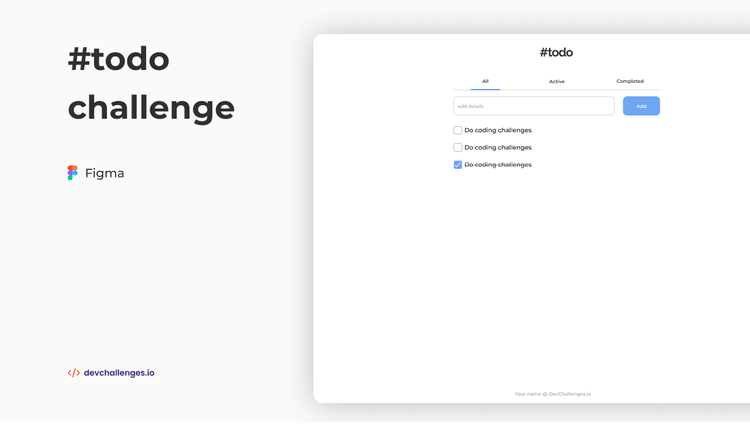 #todo
challenge
Figma
</> devchallenges.io
#todo
All Active Completed
add details Add
Do coding challenges
Do coding challenges
Do coding challenges
Your name @ DevChallenges.io